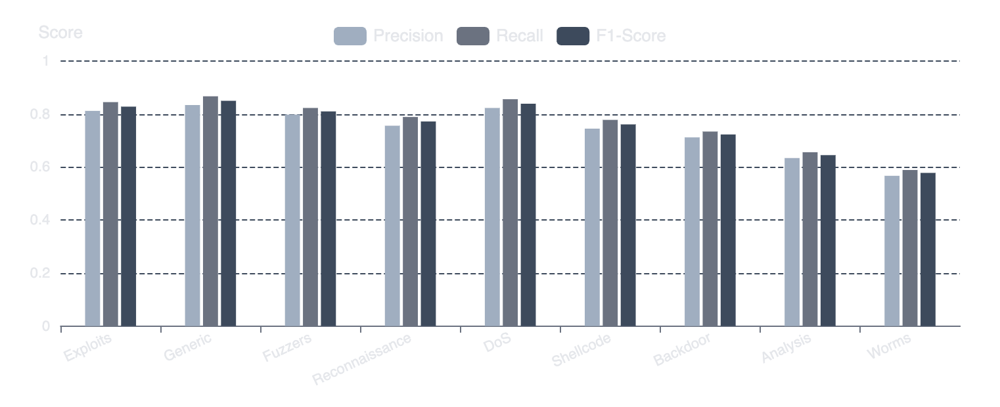 Score
Precision Recall F1-Score
1
0.8
0.6
0.4
0.2
0
Exploits Generic Fuzzers Reconnaissance DoS Shellcode Backdoor Analysis Worms